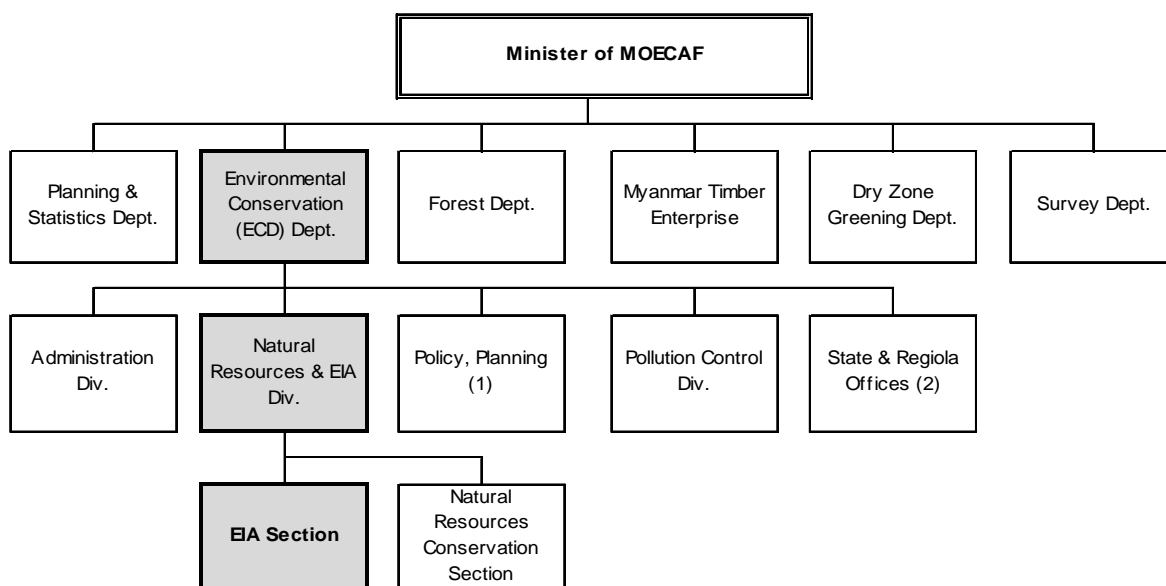 Minister of MOECAF
Planning &
Statistics Dept.
Environmental
Conservation
(ECD) Dept.
Forest Dept.
Myanmar Timber
Enterprise
Dry Zone
Greening Dept.
Survey Dept.
Administration
Div.
Natural
Resources & EIA
Div.
Policy, Planning
(1)
Pollution Control
Div.
State & Regiola
Offices (2)
EIA Section
Natural
Resources
Conservation
Section